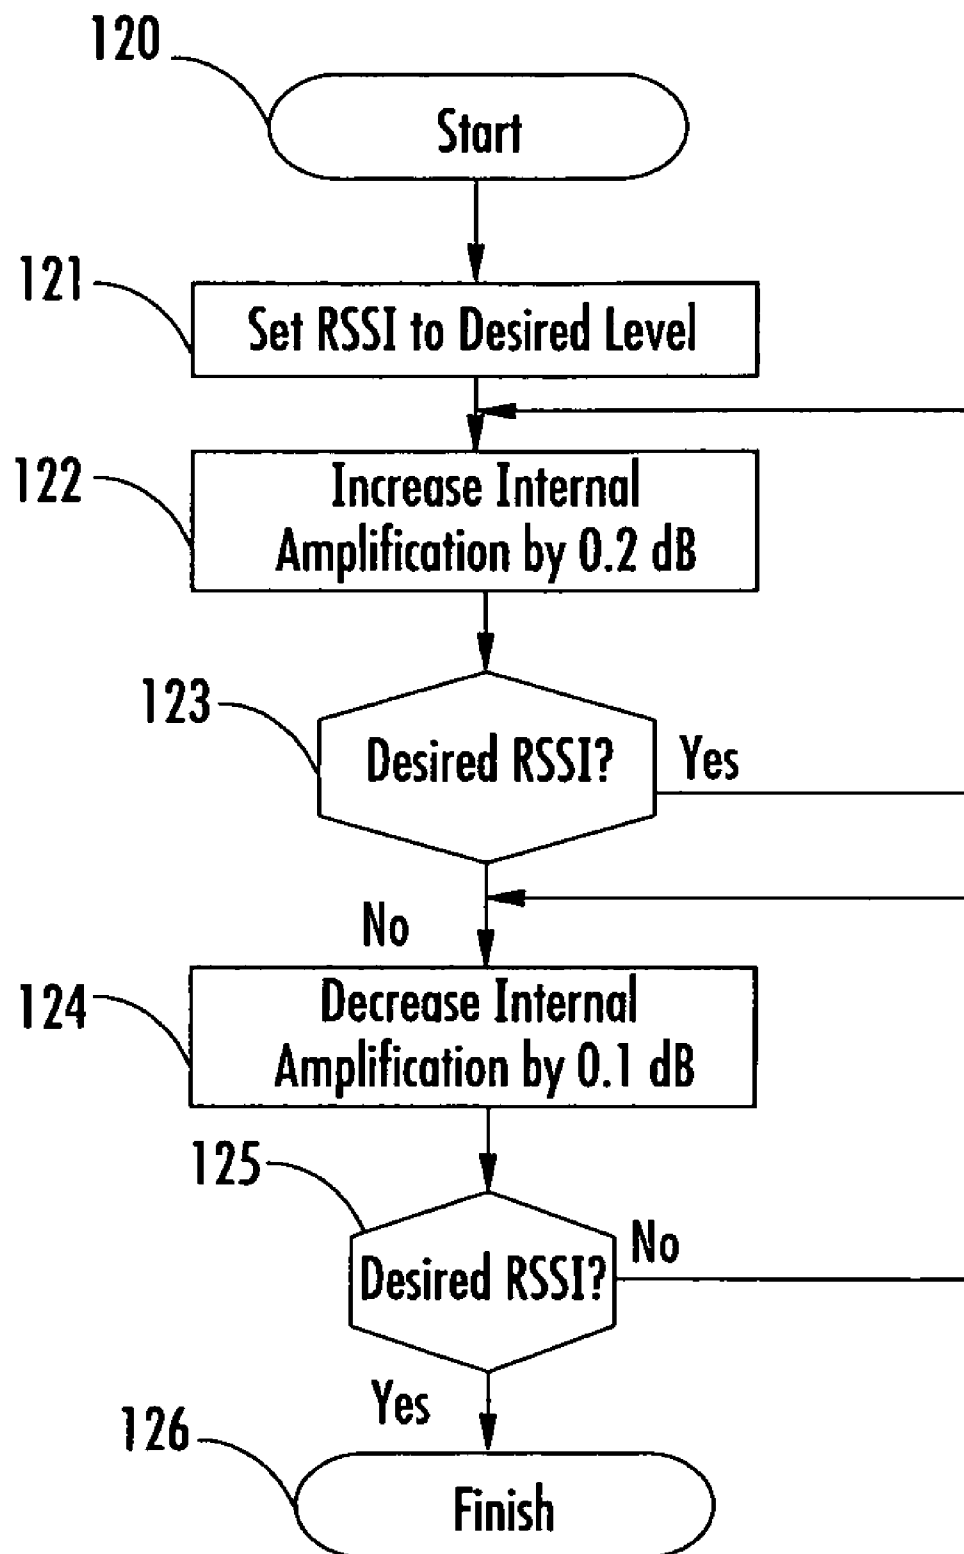 120
Start
121
Set RSSI to Desired Level
122
Increase Internal
Amplification by 0.2 dB
123
Desired RSSI?
Yes
No
124
Decrease Internal
Amplification by 0.1 dB
125
Desired RSSI?
No
Yes
126
Finish